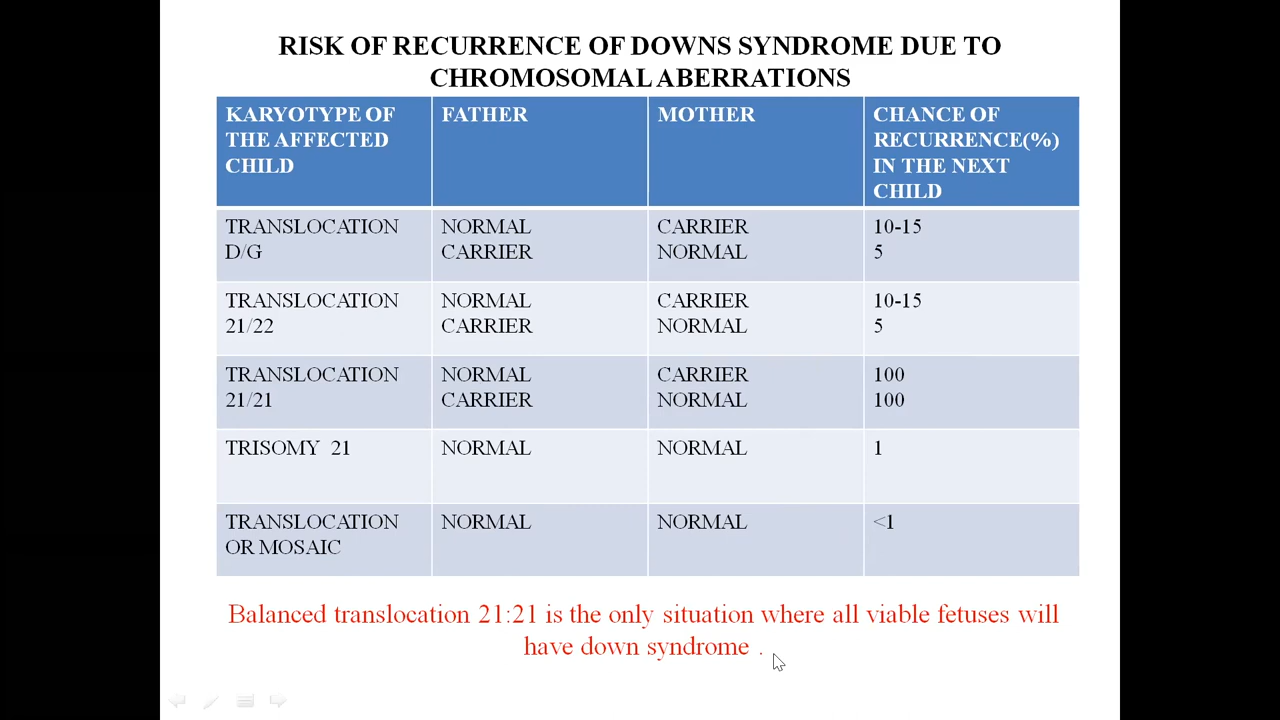 RISK OF RECURRENCE OF DOWNS SYNDROME DUE TO
CHROMOSOMAL ABERRATIONS
KARYOTYPE OF THE AFFECTED CHILD FATHER MOTHER CHANCE OF RECURRENCE(%) IN THE NEXT CHILD
TRANSLOCATION NORMAL CARRIER 10-15
D/G CARRIER NORMAL 5
TRANSLOCATION NORMAL CARRIER 10-15
21/22 CARRIER NORMAL 5
TRANSLOCATION NORMAL CARRIER 100
21/21 CARRIER NORMAL 100
TRISOMY 21 NORMAL NORMAL 1
TRANSLOCATION NORMAL NORMAL <1
OR MOSAIC
Balanced translocation 21:21 is the only situation where all viable fetuses will
have down syndrome .